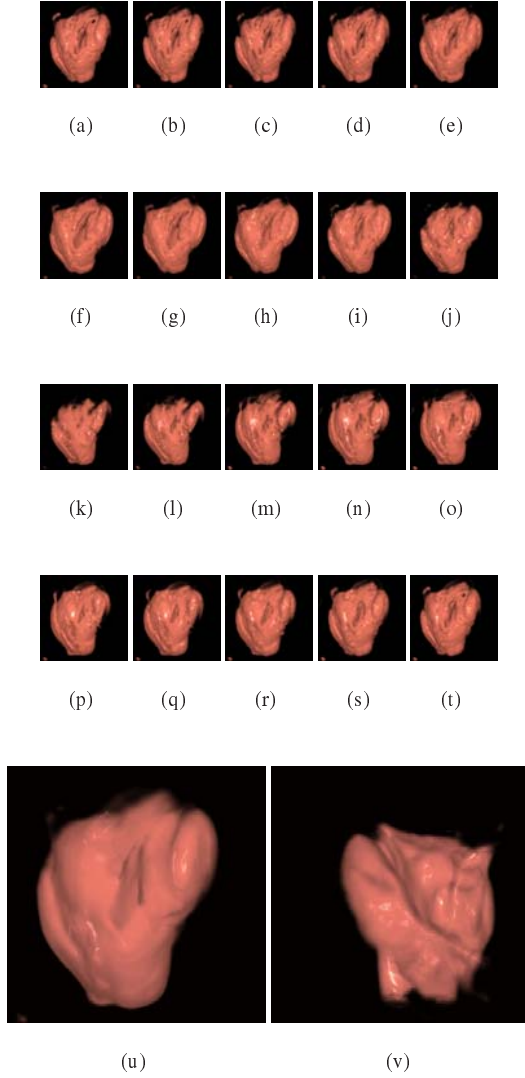 (a) (b) (c) (d) (e)
(f) (g) (h) (i) (j)
(k) (l) (m) (n) (o)
(p) (q) (r) (s) (t)
(u) (v)